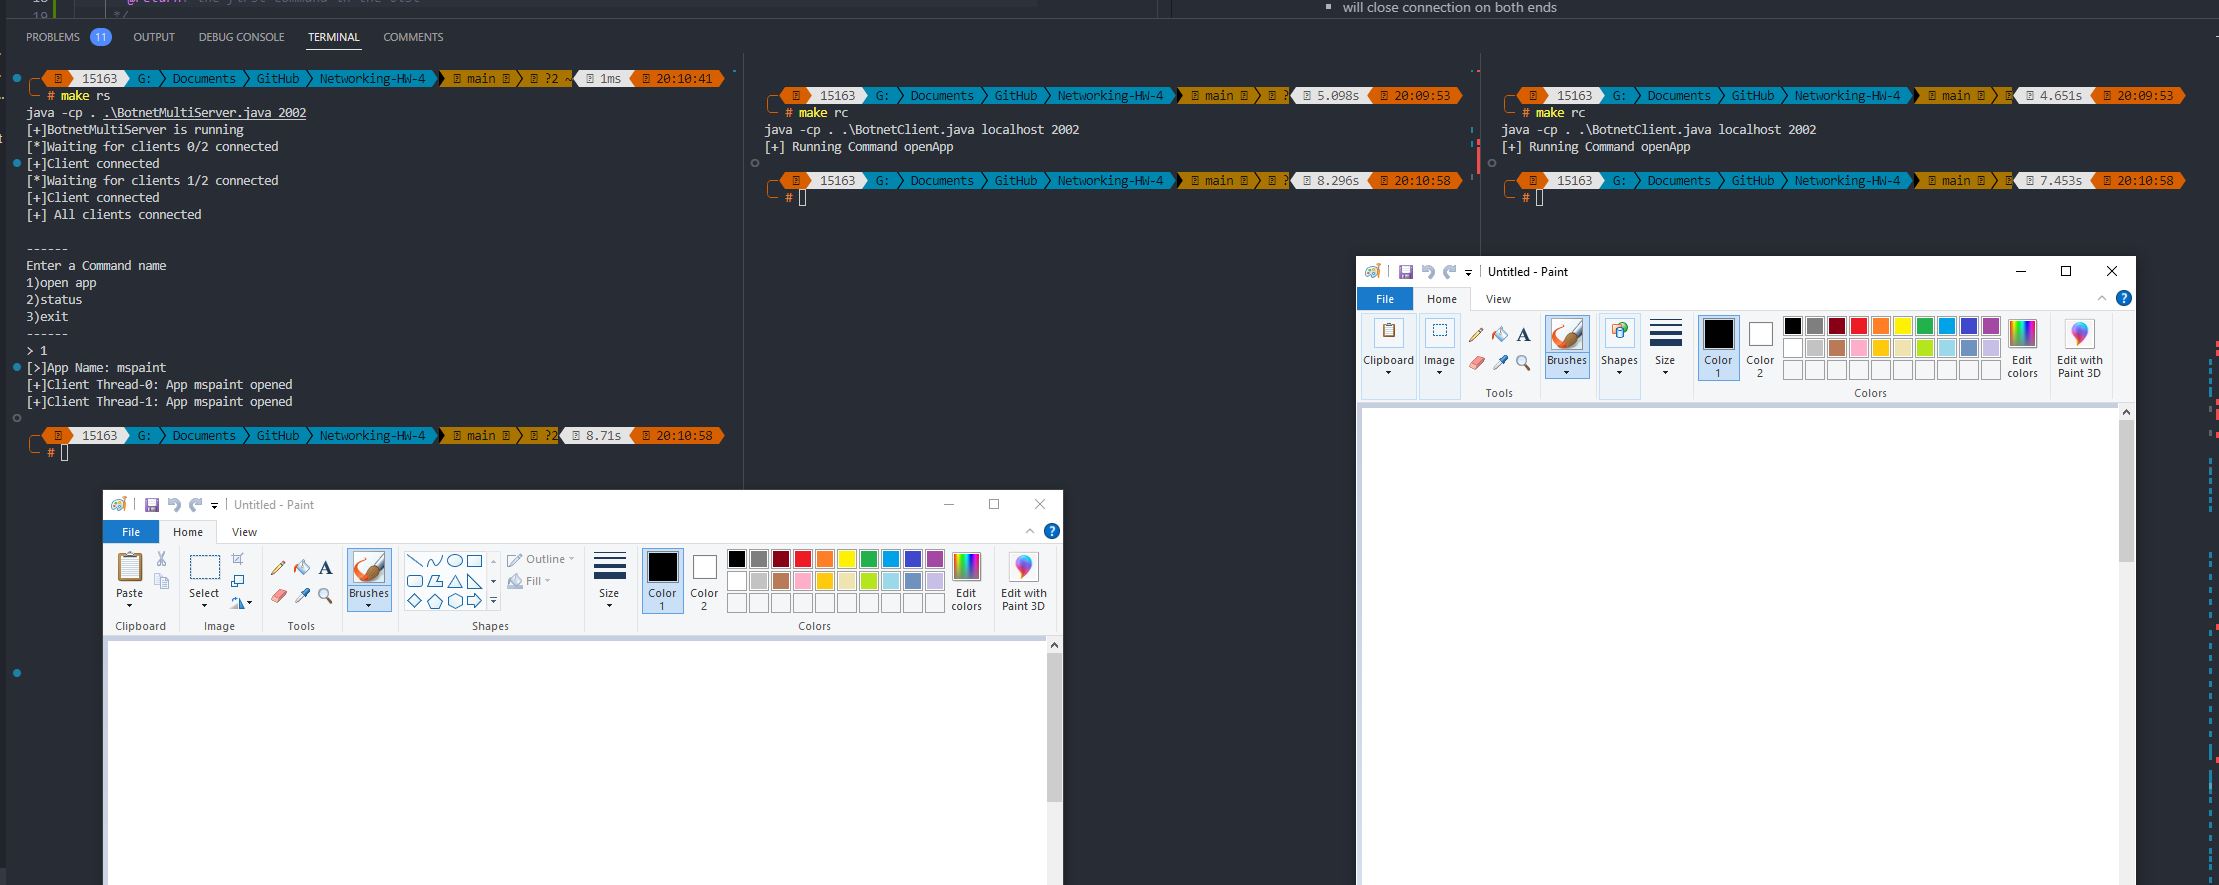 18
@return: the first command in the list
19 */
will close connection on both ends
PROBLEMS 11 OUTPUT DEBUG CONSOLE TERMINAL COMMENTS
15163 G: Documents GitHub Networking-HW-4 main ?2 ~ 1ms 20:10:41
# make rs
java -cp . .\BotnetMultiServer.java 2002
[+]BotnetMultiServer is running
[*]Waiting for clients 0/2 connected
[+]Client connected
[*]Waiting for clients 1/2 connected
[+]Client connected
[+] All clients connected
------
Enter a Command name
1)open app
2)status
3)exit
------
> 1
[>]App Name: mspaint
[+]Client Thread-0: App mspaint opened
[+]Client Thread-1: App mspaint opened
15163 G: Documents GitHub Networking-HW-4 main ?2 8.71s 20:10:58
#
15163 G: Documents GitHub Networking-HW-4 main ? 5.098s 20:09:53
# make rc
java -cp . .\BotnetClient.java localhost 2002
[+] Running Command openApp
15163 G: Documents GitHub Networking-HW-4 main ? 8.296s 20:10:58
#
15163 G: Documents GitHub Networking-HW-4 main 4.651s 20:09:53
# make rc
java -cp . .\BotnetClient.java localhost 2002
[+] Running Command openApp
15163 G: Documents GitHub Networking-HW-4 main 7.453s 20:10:58
#
Untitled - Paint
File Home View
Clipboard Image A Brushes Shapes Size Color 1 Color 2 Edit colors Edit with Paint 3D
Tools Colors
Untitled - Paint
File Home View
Paste Select A Brushes Outline Fill Size Color 1 Color 2 Edit colors Edit with Paint 3D
Clipboard Image Tools Shapes Colors